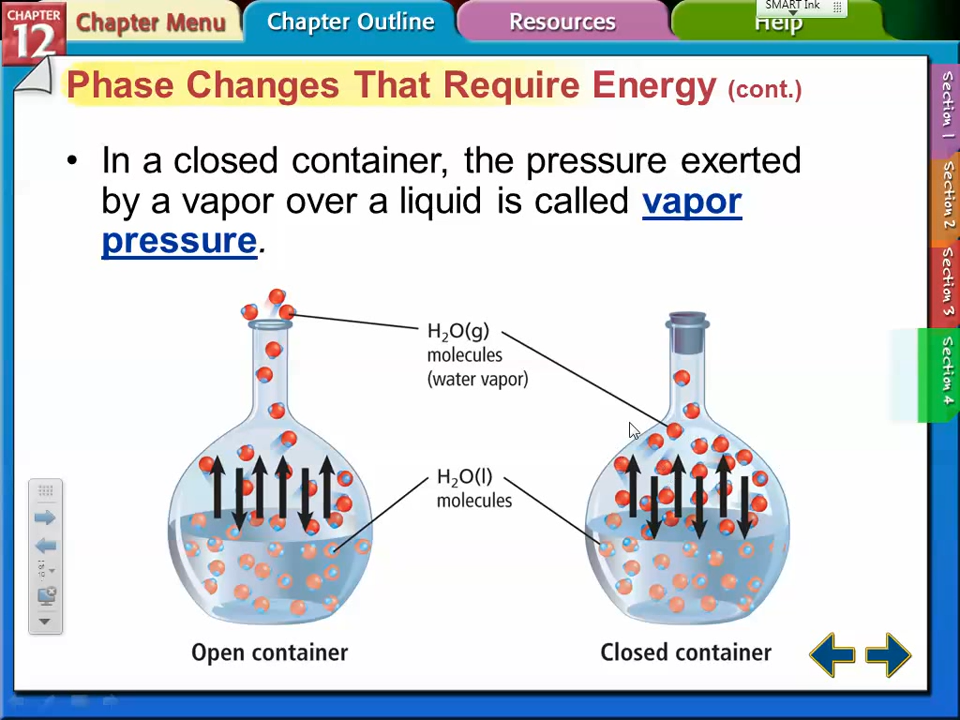 CHAPTER
12
Chapter Menu
Chapter Outline
Resources
Help
SMART Ink
Phase Changes That Require Energy (cont.)
• In a closed container, the pressure exerted
by a vapor over a liquid is called vapor
pressure.
H₂O(g)
molecules
(water vapor)
H₂O(l)
molecules
Open container
Closed container
Section 1
Section 2
Section 3
Section 4